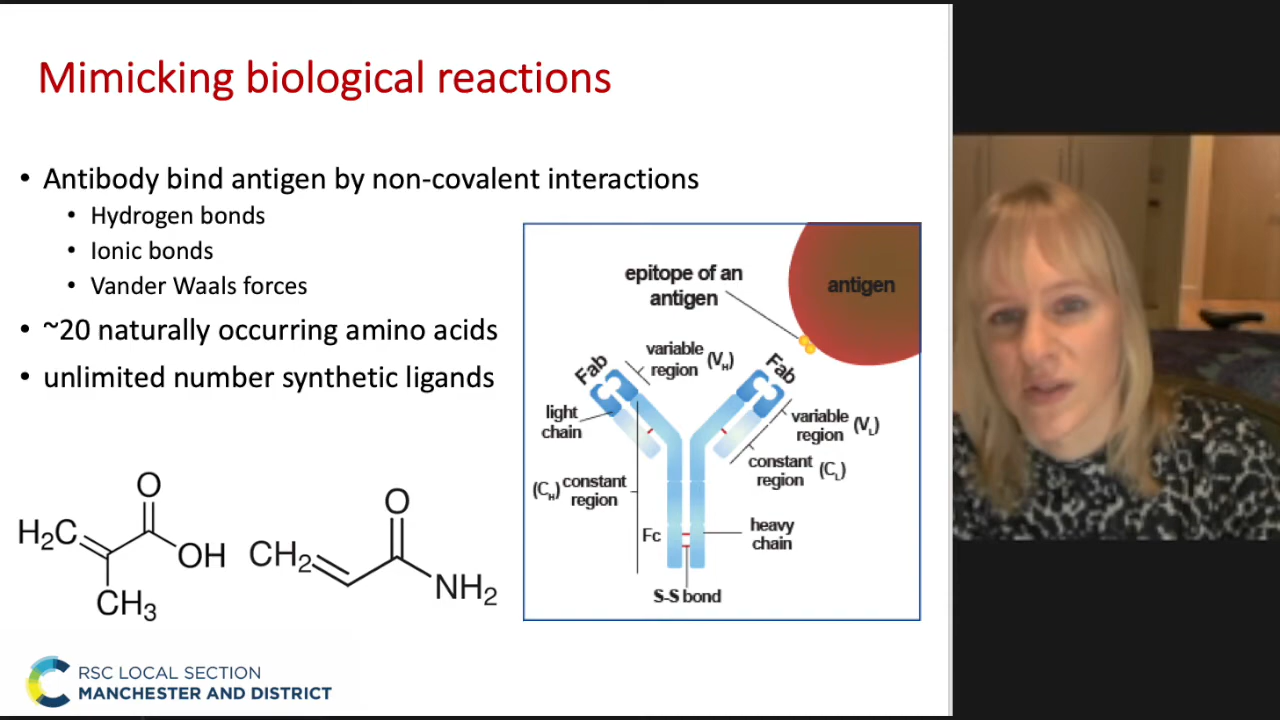 Mimicking biological reactions
• Antibody bind antigen by non-covalent interactions
• Hydrogen bonds
• Ionic bonds
• Vander Waals forces
• ~20 naturally occurring amino acids
• unlimited number synthetic ligands
epitope of an
antigen
antigen
Fab
variable
region (VH)
Fab
light
chain
variable
region (VL)
constant
region (CL)
(CH) constant
region
Fc
heavy
chain
S-S bond
O
H2C
OH
CH3
O
CH2
NH2
RSC LOCAL SECTION
MANCHESTER AND DISTRICT